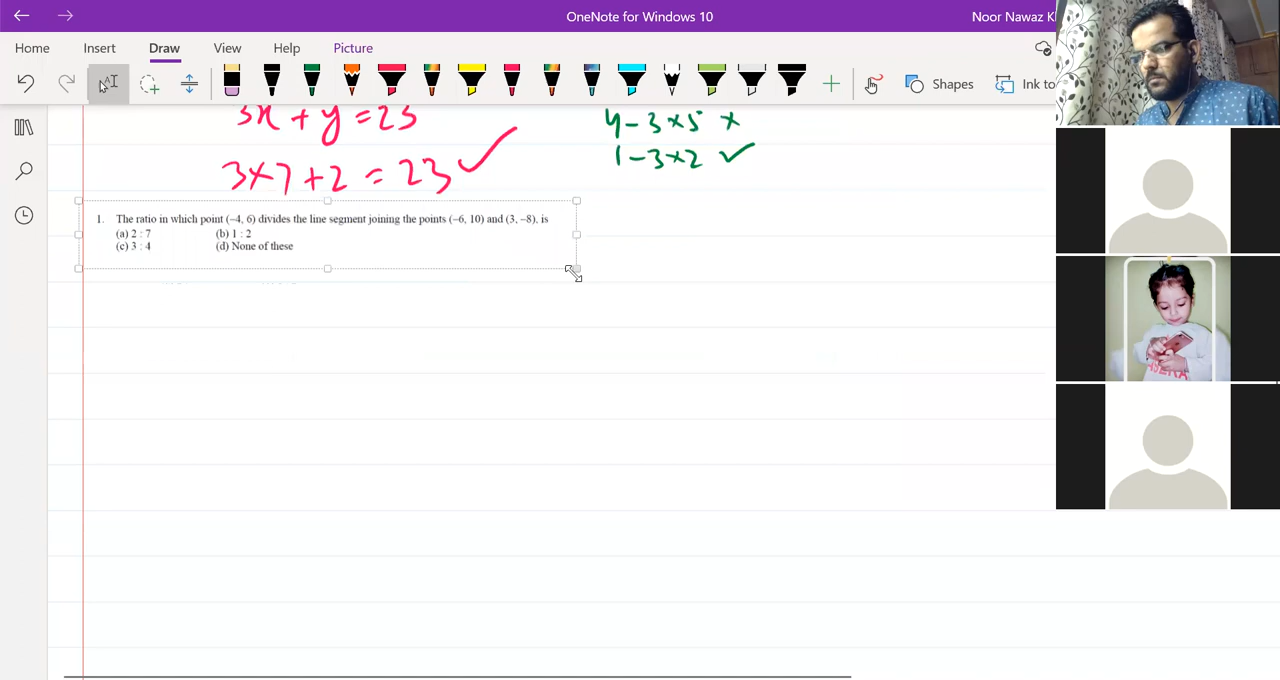 OneNote for Windows 10
Noor Nawaz K
Home Insert Draw View Help Picture
Shapes Ink to
3x + y = 23
3×7+2 = 23 ✓
4-3×5 ×
1-3×2 ✓
1. The ratio in which point (−4, 6) divides the line segment joining the points (−6, 10) and (3, −8), is
(a) 2 : 7 (b) 1 : 2
(c) 3 : 4 (d) None of these